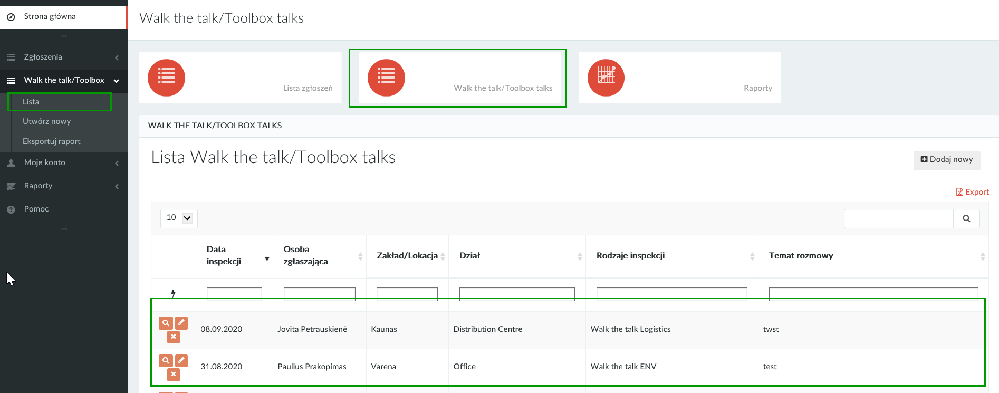 Strona główna
Zgłoszenia
Walk the talk/Toolbox
Lista
Utwórz nowy
Eksportuj raport
Moje konto
Raporty
Pomoc
Walk the talk/Toolbox talks
Lista zgłoszeń
Walk the talk/Toolbox talks
Raporty
WALK THE TALK/TOOLBOX TALKS
Lista Walk the talk/Toolbox talks
Dodaj nowy
Export
10
Data inspekcji
Osoba zgłaszająca
Zakład/Lokacja
Dział
Rodzaje inspekcji
Temat rozmowy
08.09.2020 Jovita Petrauskienė Kaunas Distribution Centre Walk the talk Logistics twst
31.08.2020 Paulius Prakopimas Varena Office Walk the talk ENV test